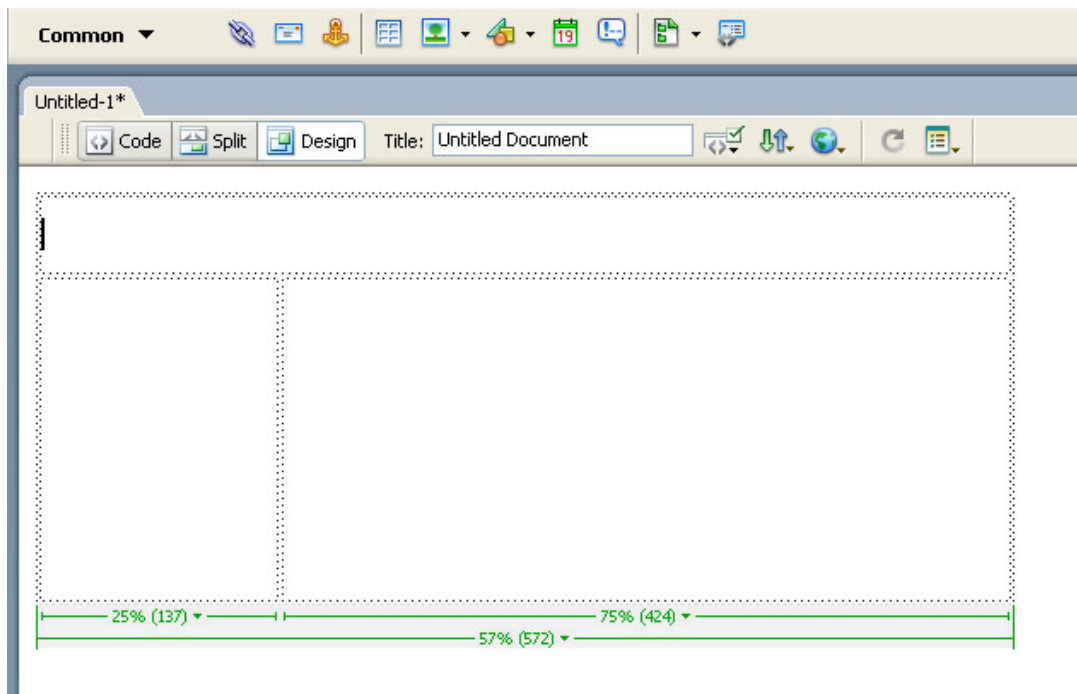 Common
19
Untitled-1*
Code Split Design Title: Untitled Document
25% (137) 75% (424)
57% (572)